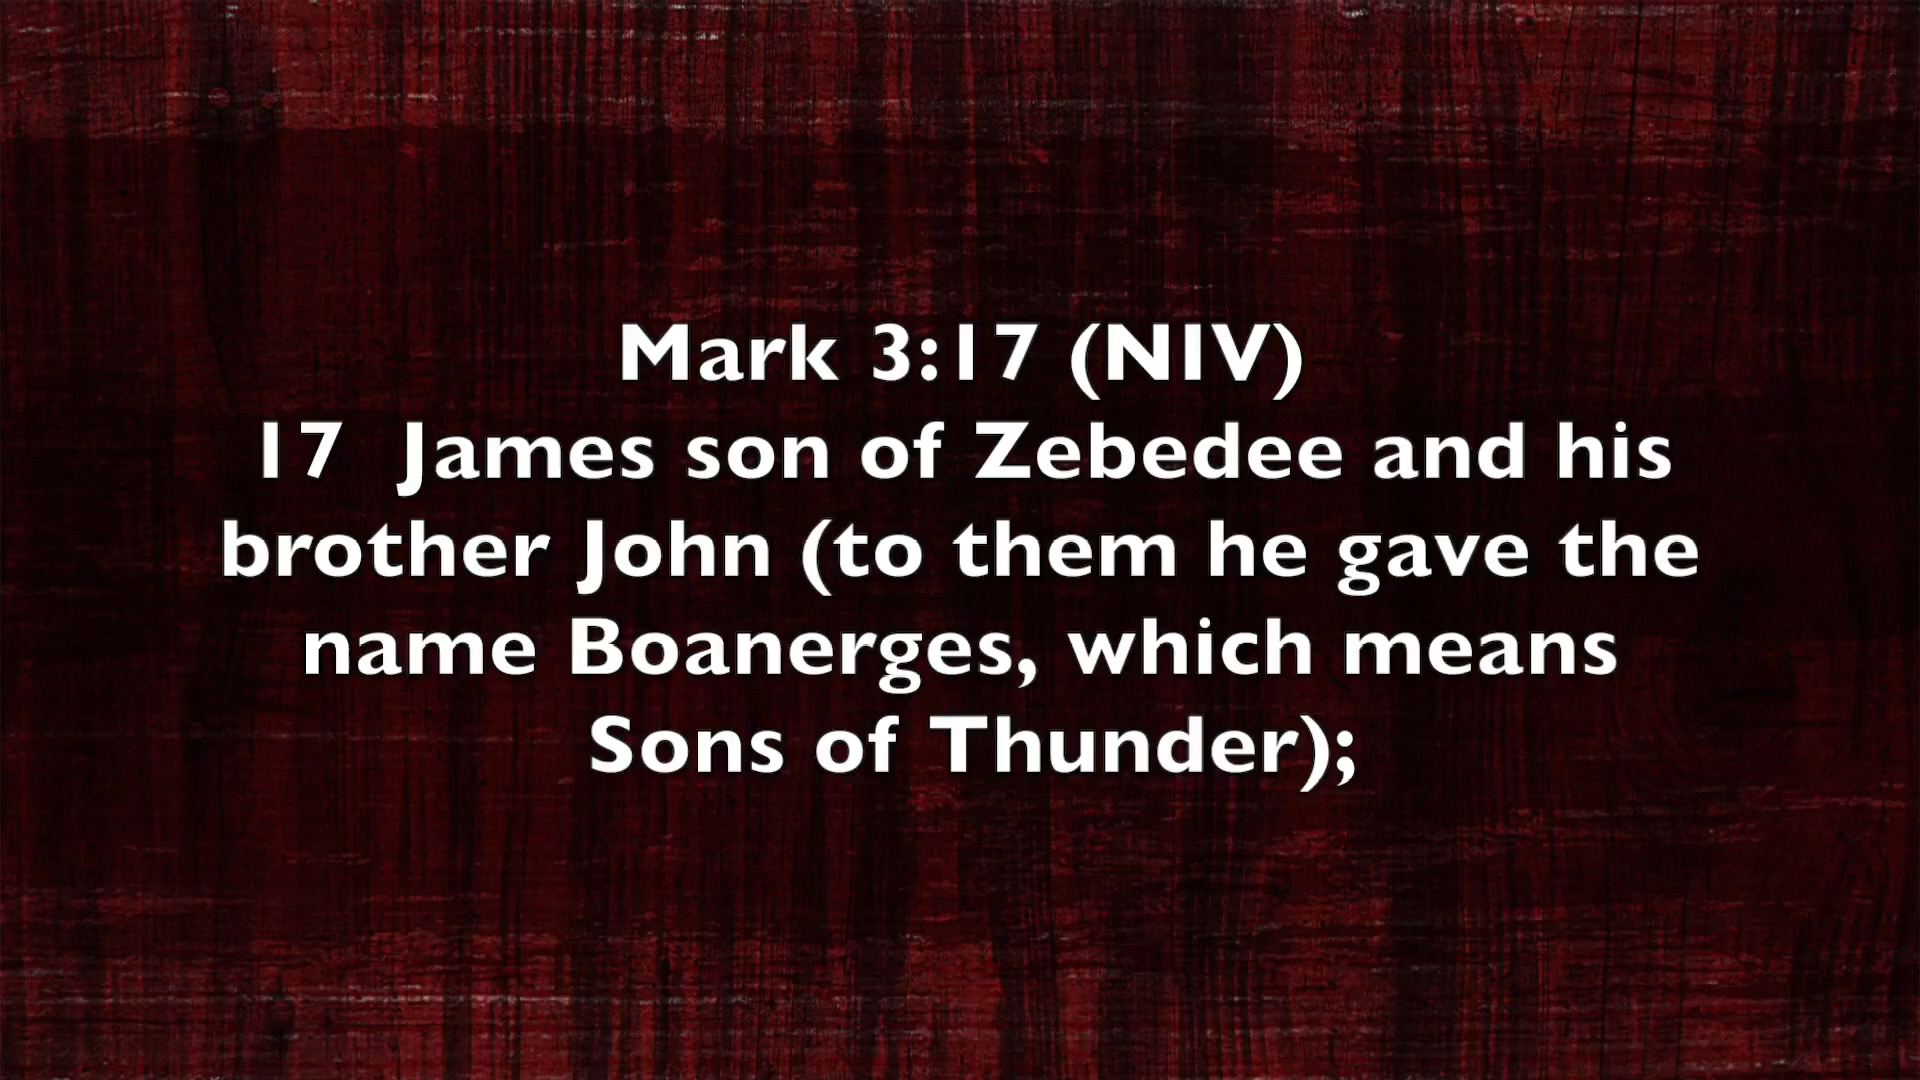 Mark 3:17 (NIV)
17 James son of Zebedee and his
brother John (to them he gave the
name Boanerges, which means
Sons of Thunder);